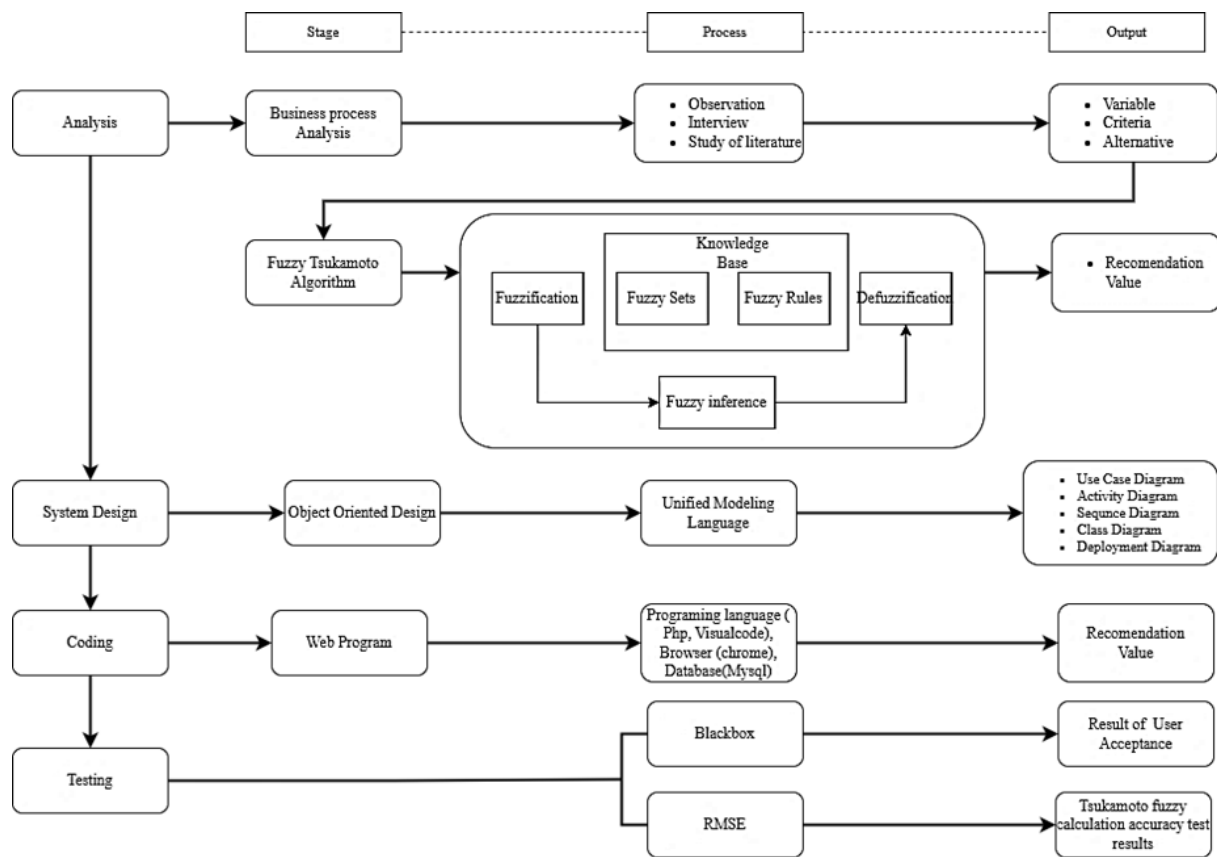 Stage
Process
Output
Analysis
Business process
Analysis
Observation
Interview
Study of literature
Variable
Criteria
Alternative
Fuzzy Tsukamoto
Algorithm
Knowledge
Base
Fuzzification
Fuzzy Sets
Fuzzy Rules
Defuzzification
Fuzzy inference
Recomendation
Value
System Design
Object Oriented Design
Unified Modeling
Language
Use Case Diagram
Activity Diagram
Sequnce Diagram
Class Diagram
Deployment Diagram
Coding
Web Program
Programing language (
Php, Visualcode),
Browser (chrome),
Database(Mysql)
Recomendation
Value
Testing
Blackbox
Result of User
Acceptance
RMSE
Tsukamoto fuzzy
calculation accuracy test
results